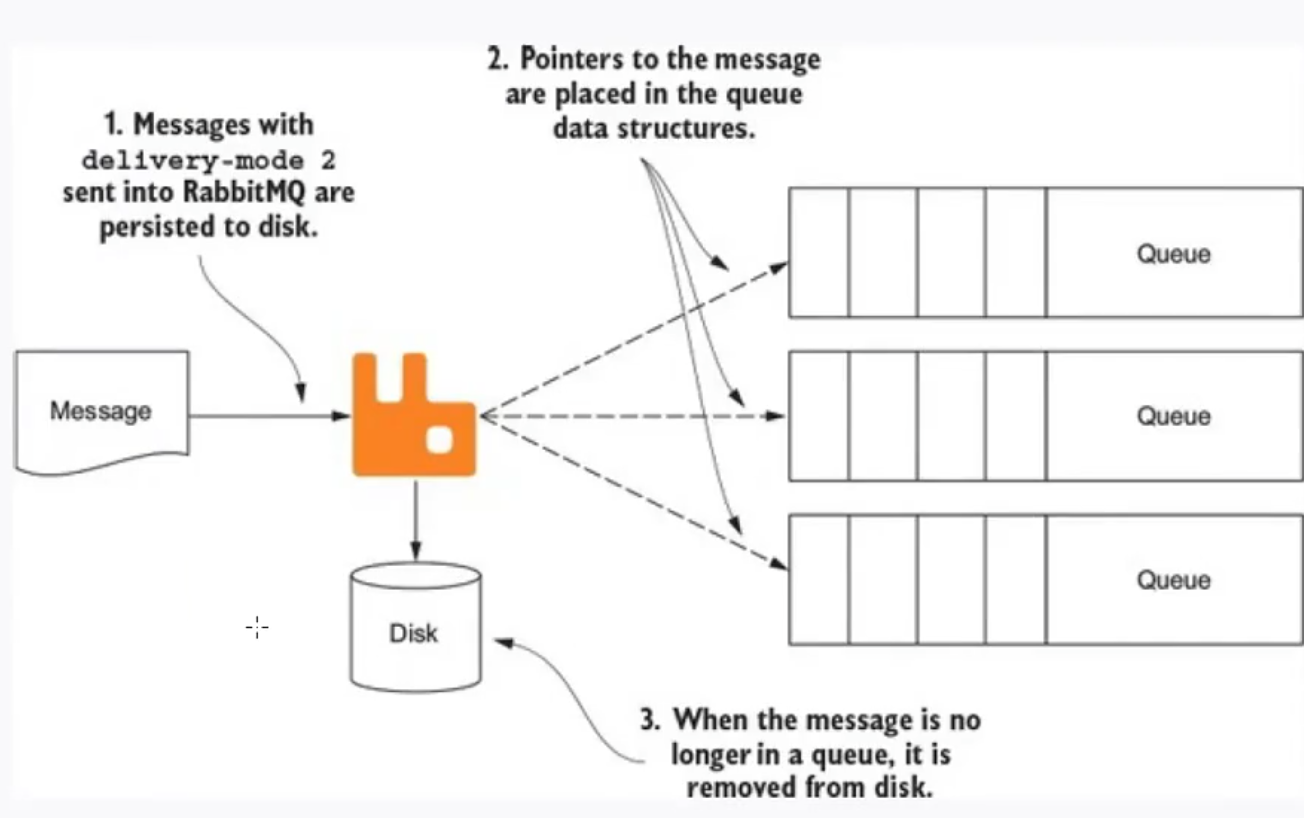 2. Pointers to the message
are placed in the queue
data structures.
1. Messages with
delivery-mode 2
sent into RabbitMQ are
persisted to disk.
Queue
Message
Queue
Queue
Disk
3. When the message is no
longer in a queue, it is
removed from disk.